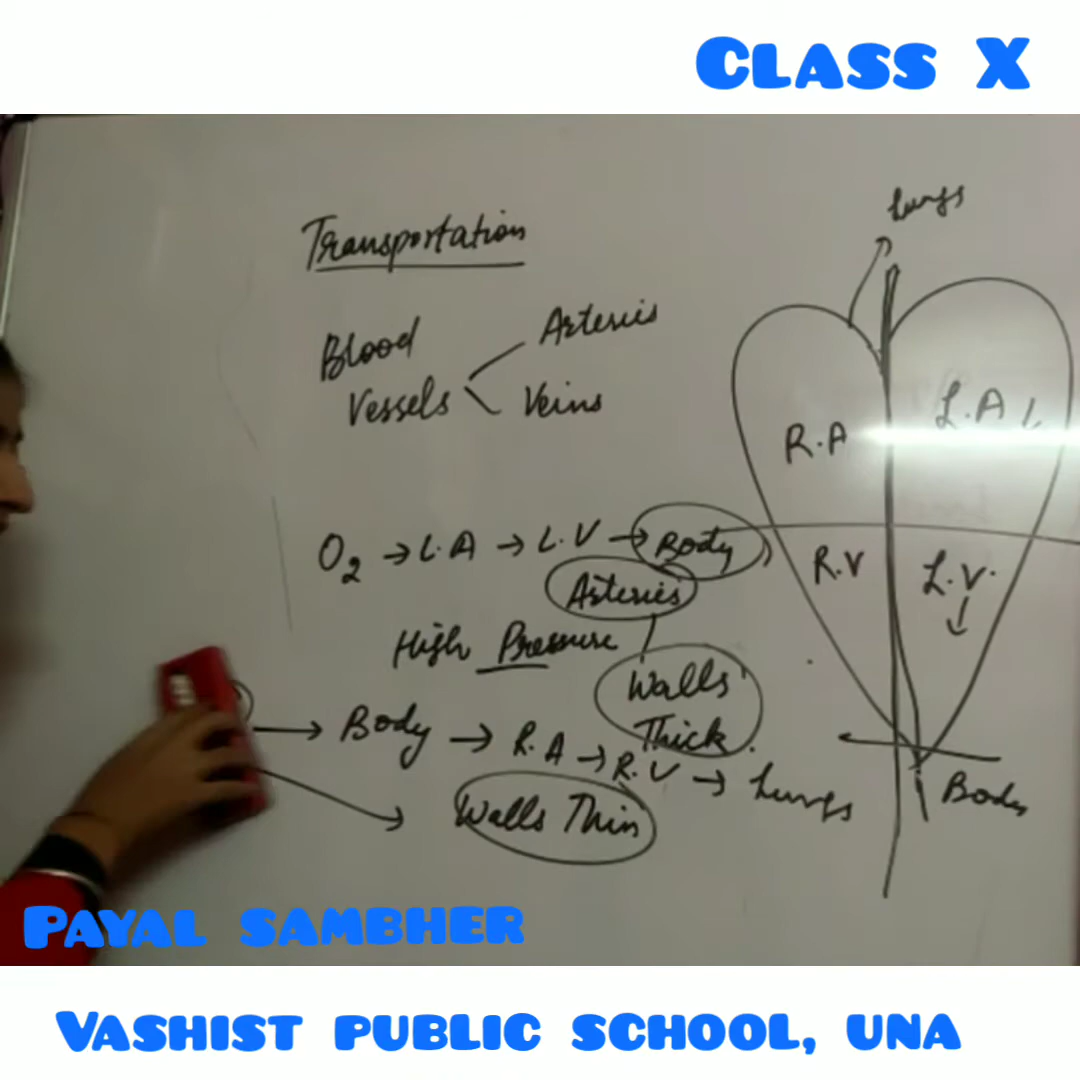 CLASS X
Transportation
Blood
Vessels
Arteries
Veins
O2 → L.A → L.V → Body
Arteries
High Pressure
Walls
Thick.
→ Body → R.A → R.V → Lungs
Walls Thin
Lungs
R.A
L.A
R.V
L.V.
Body
PAYAL SAMBHER
VASHIST PUBLIC SCHOOL, UNA